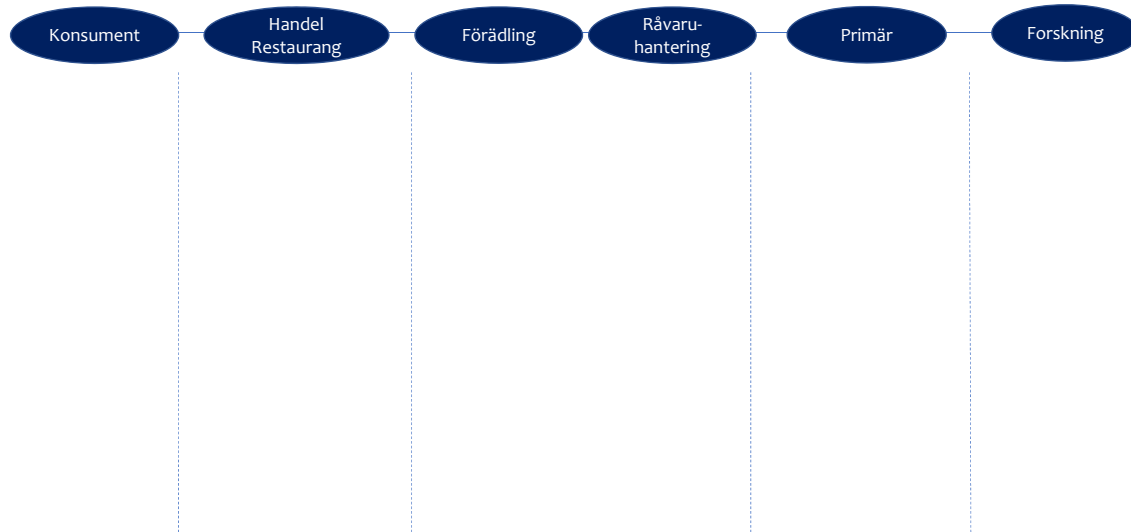 Konsument
Handel
Restaurang
Förädling
Råvaru-
hantering
Primär
Forskning